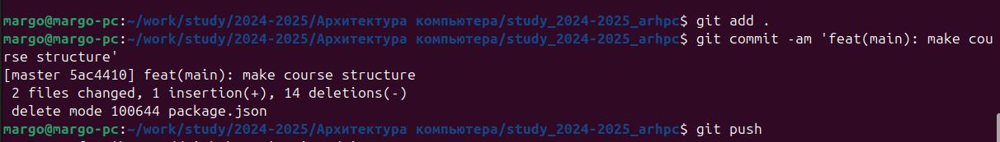 margo@margo-pc:~/work/study/2024-2025/Архитектура компьютера/study_2024-2025_arhpc$ git add .
margo@margo-pc:~/work/study/2024-2025/Архитектура компьютера/study_2024-2025_arhpc$ git commit -am 'feat(main): make cou
rse structure'
[master 5ac4410] feat(main): make course structure
 2 files changed, 1 insertion(+), 14 deletions(-)
 delete mode 100644 package.json
margo@margo-pc:~/work/study/2024-2025/Архитектура компьютера/study_2024-2025_arhpc$ git push